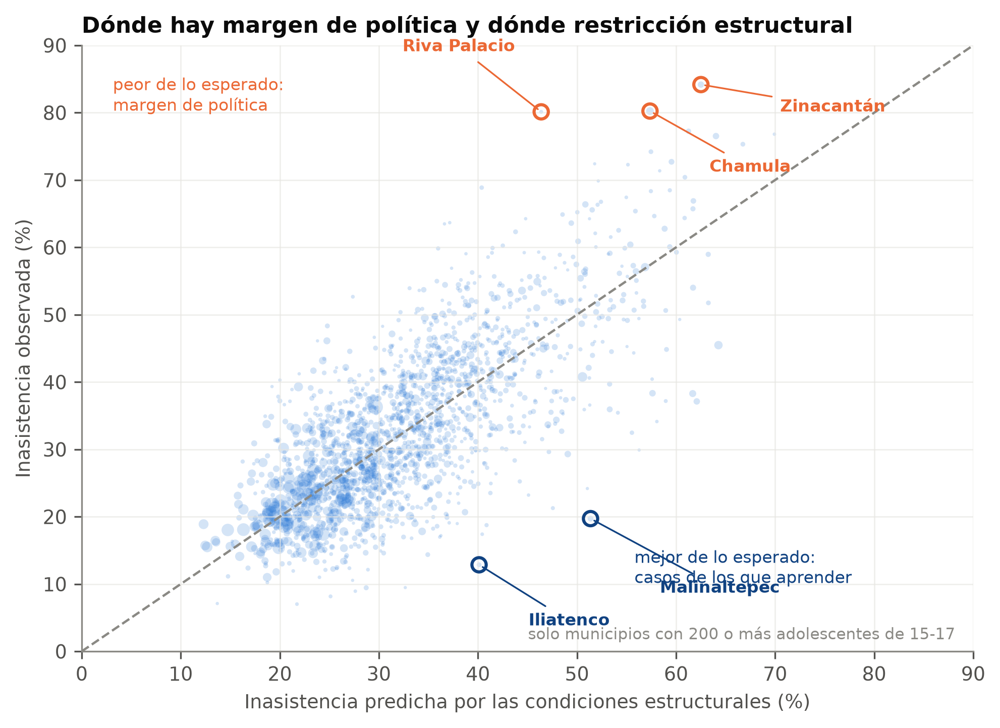 Dónde hay margen de política y dónde restricción estructural
90
Riva Palacio
peor de lo esperado:
margen de política
Zinacantán
80
Chamula
70
60
50
40
30
20
mejor de lo esperado:
casos de los que aprender
Malinaltepec
10
Iliatenco
solo municipios con 200 o más adolescentes de 15-17
0
Inasistencia observada (%)
0 10 20 30 40 50 60 70 80 90
Inasistencia predicha por las condiciones estructurales (%)